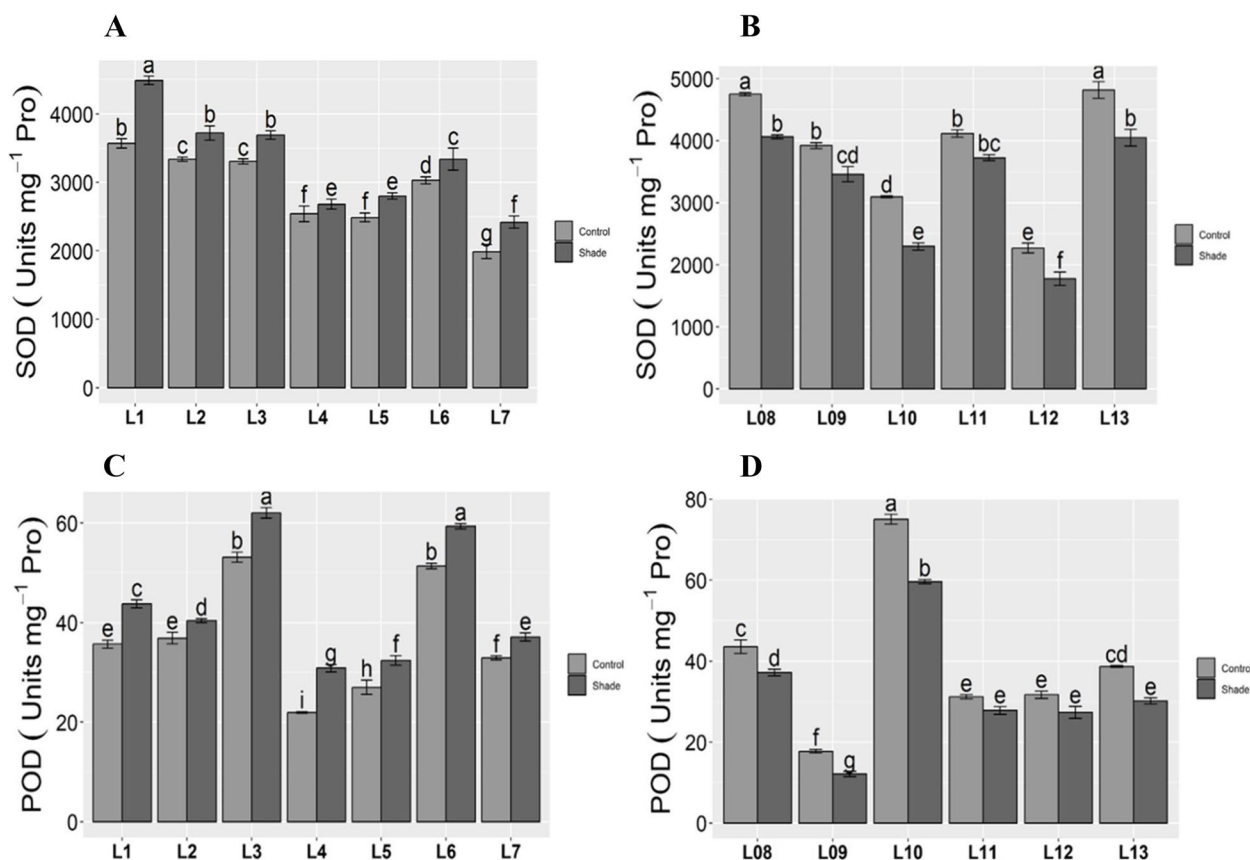 A
SOD ( Units mg⁻¹ Pro)
4000
3000
2000
1000
0
b a
c b
c b
f e
f e
d c
g f
L1 L2 L3 L4 L5 L6 L7
Control
Shade
B
SOD ( Units mg⁻¹ Pro)
5000
4000
3000
2000
1000
0
a b
b cd
d e
b bc
e f
a b
L08 L09 L10 L11 L12 L13
Control
Shade
C
POD ( Units mg⁻¹ Pro)
60
40
20
0
e c
e d
b a
i g
h f
b a
f e
L1 L2 L3 L4 L5 L6 L7
Control
Shade
D
POD ( Units mg⁻¹ Pro)
80
60
40
20
0
c d
f g
a b
e e
e e
cd e
L08 L09 L10 L11 L12 L13
Control
Shade